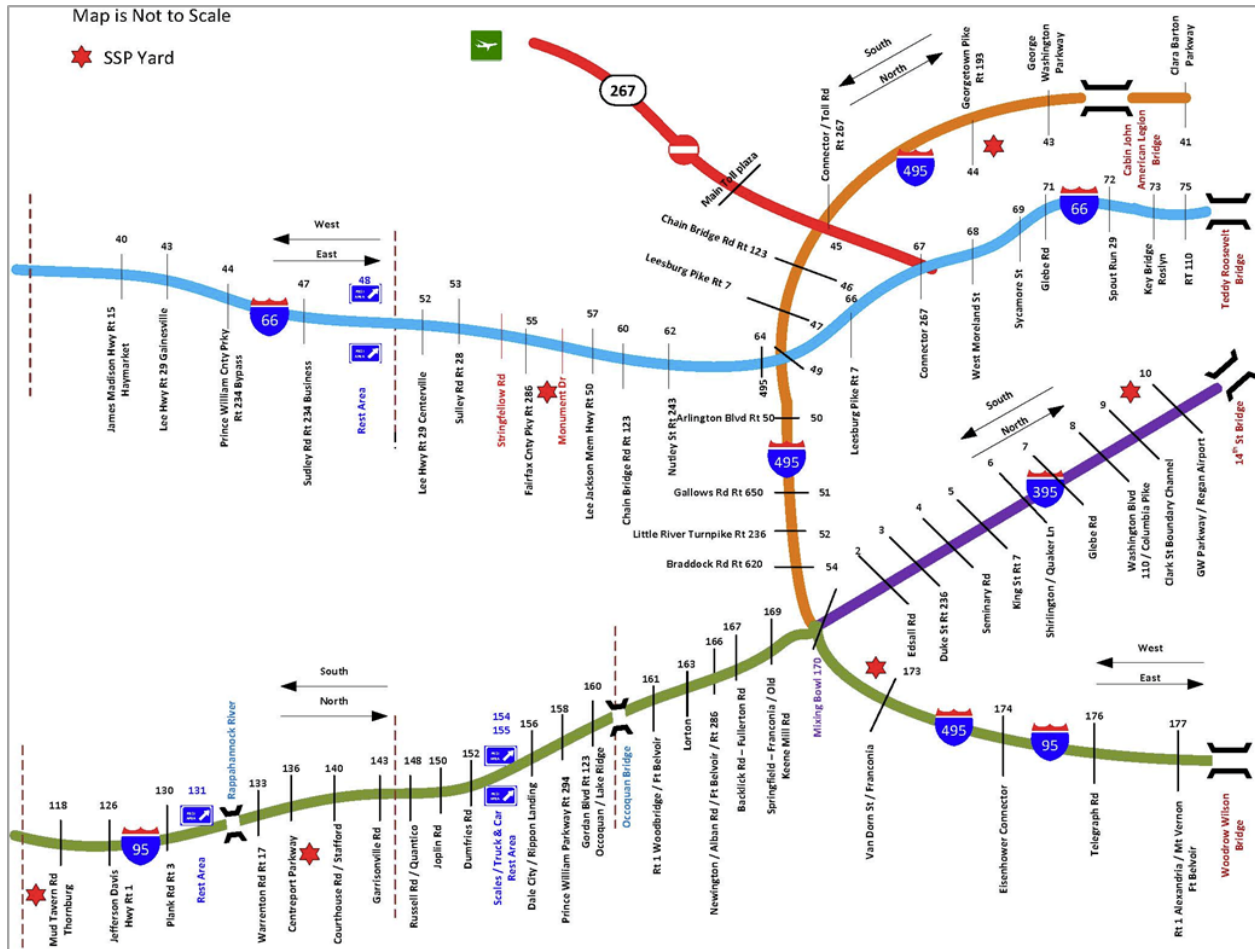 Map is Not to Scale
SSP Yard
267
Main Toll plaza
South
North
Connector / Toll Rd
Rt 267
Georgetown Pike
Rt 193
George
Washington
Parkway
Clara Barton
Parkway
495
44
43
Cabin John
American Legion
Bridge
41
45
Chain Bridge Rd Rt 123
46
Leesburg Pike Rt 7
47
West
East
40
James Madison Hwy Rt 15
Haymarket
43
Lee Hwy Rt 29 Gainesville
44
Prince William Cnty Prky
Rt 234 Bypass
66
47
Sudley Rd Rt 234 Business
48
REST AREA
REST AREA
Rest Area
52
Lee Hwy Rt 29 Centerville
53
Sulley Rd Rt 28
Stringfellow Rd
55
Fairfax Cnty Pky Rt 286
Monument Dr
57
Lee Jackson Mem Hwy Rt 50
60
Chain Bridge Rd Rt 123
62
Nutley St Rt 243
64
495
49
66
Leesburg Pike Rt 7
67
Connector 267
68
West Moreland St
69
Sycamore St
71
Glebe Rd
66
72
Spout Run 29
73
Key Bridge
Roslyn
75
RT 110
Teddy Roosevelt
Bridge
Arlington Blvd Rt 50
50
495
Gallows Rd Rt 650
51
Little River Turnpike Rt 236
52
Braddock Rd Rt 620
54
South
North
2
Edsall Rd
3
Duke St Rt 236
4
Seminary Rd
5
King St Rt 7
6
Shirlington / Quaker Ln
7
395
Glebe Rd
8
Washington Blvd
110 / Columbia Pike
9
Clark St Boundary Channel
10
GW Parkway / Regan Airport
14th St Bridge
South
North
118
Mud Tavern Rd
Thornburg
126
Jefferson Davis
Hwy Rt 1
95
130
Plank Rd Rt 3
131
REST AREA
Rest Area
Rappahannock River
133
Warrenton Rd Rt 17
136
Centreport Parkway
140
Courthouse Rd / Stafford
143
Garrisonville Rd
148
Russell Rd / Quantico
150
Joplin Rd
152
Dumfries Rd
154
155
REST AREA
REST AREA
Scales / Truck & Car
Rest Area
156
Dale City / Rippon Landing
158
Prince William Parkway Rt 294
160
Gordan Blvd Rt 123
Occoquan / Lake Ridge
Occoquan Bridge
161
Rt 1 Woodbridge / Ft Belvoir
163
Lorton
166
Newington / Alban Rd / Ft Belvoir / Rt 286
167
Backlick Rd – Fullerton Rd
169
Springfield – Franconia / Old
Keene Mill Rd
Mixing Bowl 170
173
Van Dorn St / Franconia
495
174
Eisenhower Connector
95
West
East
176
Telegraph Rd
177
Rt 1 Alexandria / Mt Vernon
Ft Belvoir
Woodrow Wilson
Bridge